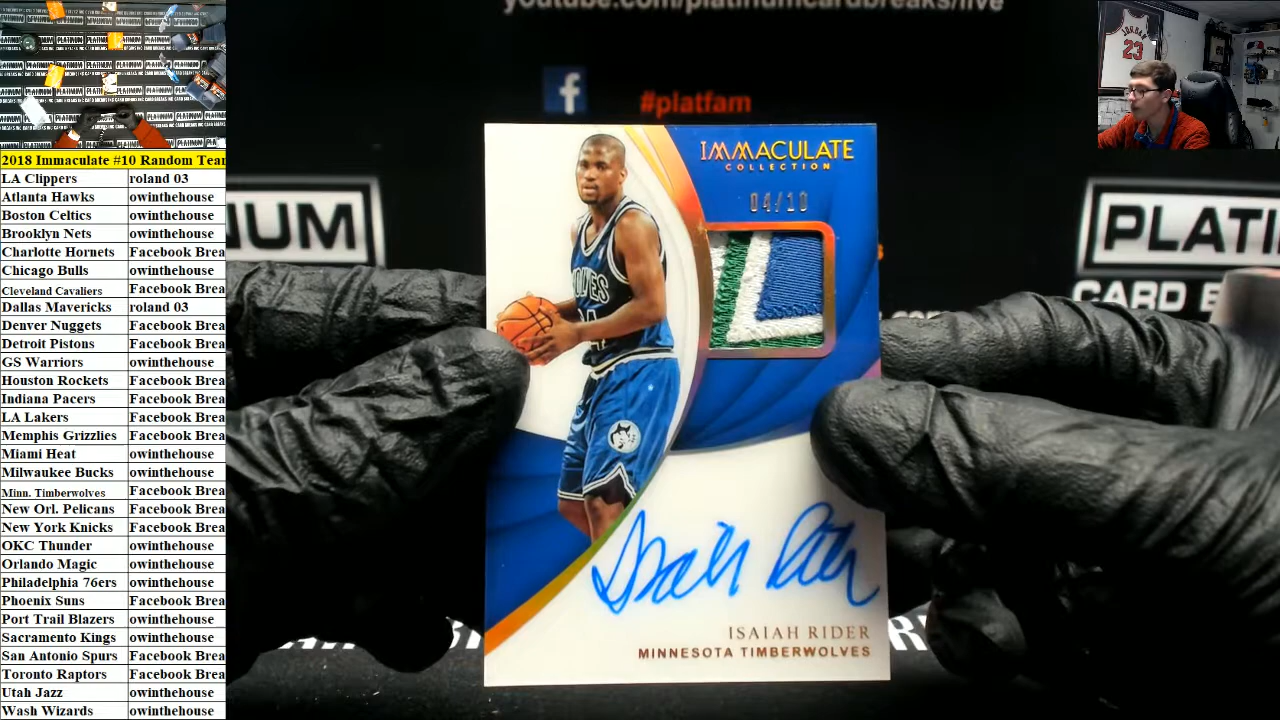 youtube.com/platinumcardbreaks/live
#platfam
JORDAN
23
2018 Immaculate #10 Random Tear
LA Clippers roland 03
Atlanta Hawks owinthehouse
Boston Celtics owinthehouse
Brooklyn Nets owinthehouse
Charlotte Hornets Facebook Brea
Chicago Bulls owinthehouse
Cleveland Cavaliers Facebook Brea
Dallas Mavericks roland 03
Denver Nuggets Facebook Brea
Detroit Pistons Facebook Brea
GS Warriors owinthehouse
Houston Rockets Facebook Brea
Indiana Pacers Facebook Brea
LA Lakers Facebook Brea
Memphis Grizzlies Facebook Brea
Miami Heat owinthehouse
Milwaukee Bucks owinthehouse
Minn. Timberwolves Facebook Brea
New Orl. Pelicans Facebook Brea
New York Knicks Facebook Brea
OKC Thunder owinthehouse
Orlando Magic owinthehouse
Philadelphia 76ers owinthehouse
Phoenix Suns Facebook Brea
Port Trail Blazers owinthehouse
Sacramento Kings owinthehouse
San Antonio Spurs Facebook Brea
Toronto Raptors Facebook Brea
Utah Jazz owinthehouse
Wash Wizards owinthehouse
IMMACULATE
COLLECTION
04/10
Isaiah Rider
ISAIAH RIDER
MINNESOTA TIMBERWOLVES
NUM
PLATI
CARD B